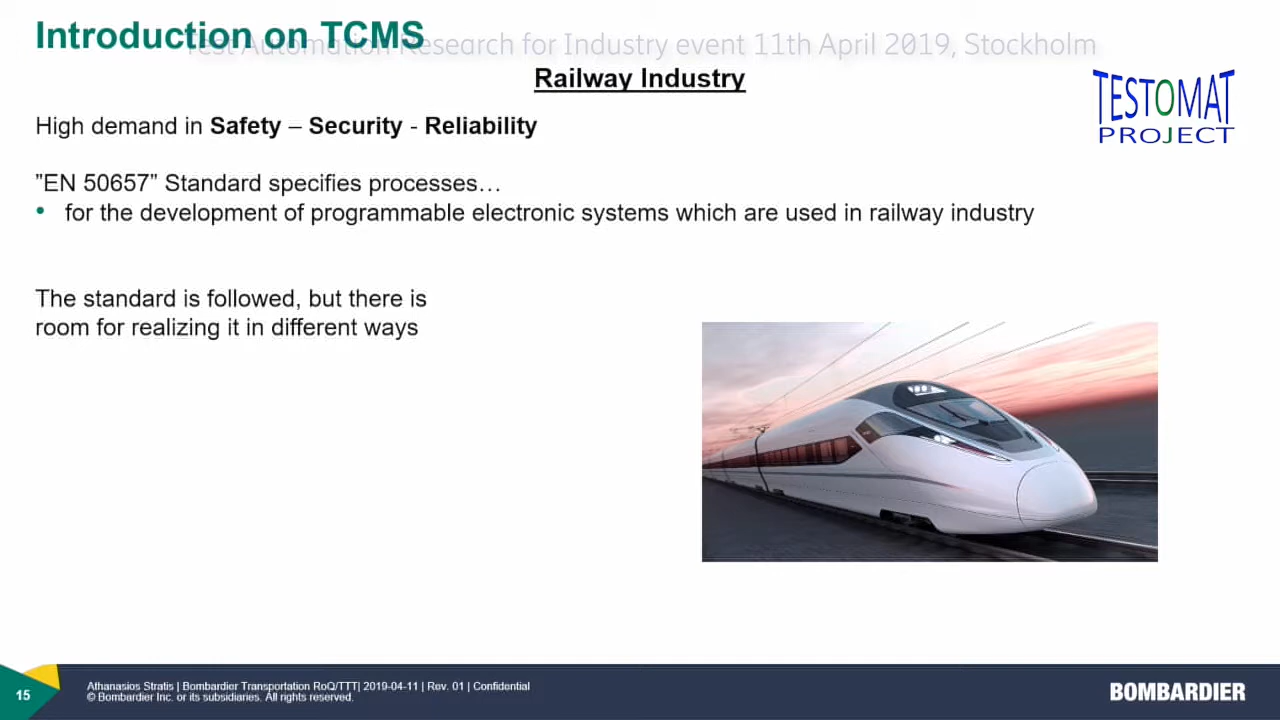 Introduction on TCMS
Test Automation Research for Industry event 11th April 2019, Stockholm
Railway Industry
TESTOMAT
PROJECT
High demand in Safety – Security - Reliability
”EN 50657” Standard specifies processes…
• for the development of programmable electronic systems which are used in railway industry
The standard is followed, but there is
room for realizing it in different ways
15
Athanasios Stratis | Bombardier Transportation RoQ/TTT| 2019-04-11 | Rev. 01 | Confidential
© Bombardier Inc. or its subsidiaries. All rights reserved.
BOMBARDIER